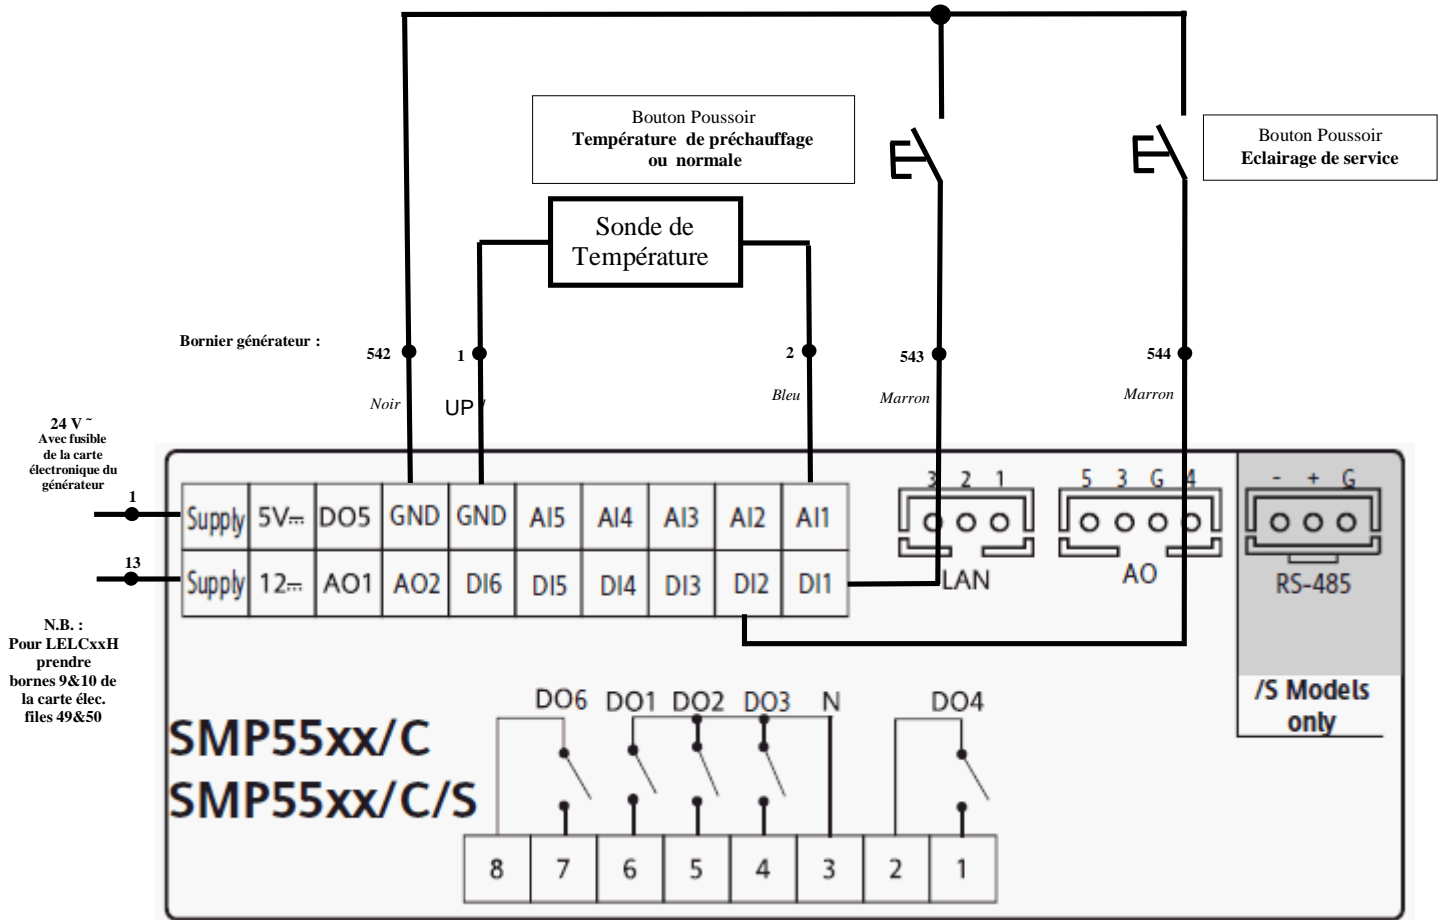 Bouton Poussoir
Température de préchauffage
ou normale
Bouton Poussoir
Eclairage de service
Sonde de
Température
Bornier générateur :
542
1
2
543
544
Noir
UP /
Bleu
Marron
Marron
24 V ~
Avec fusible
de la carte
électronique du
générateur
1
13
N.B. :
Pour LELCxxH
prendre
bornes 9&10 de
la carte élec.
files 49&50
Supply 5V⎓ DO5 GND GND AI5 AI4 AI3 AI2 AI1
Supply 12⎓ AO1 AO2 DI6 DI5 DI4 DI3 DI2 DI1
3 2 1
LAN
5 3 G 4
AO
- + G
RS-485
/S Models
only
SMP55xx/C
SMP55xx/C/S
DO6 DO1 DO2 DO3 N DO4
8 7 6 5 4 3 2 1